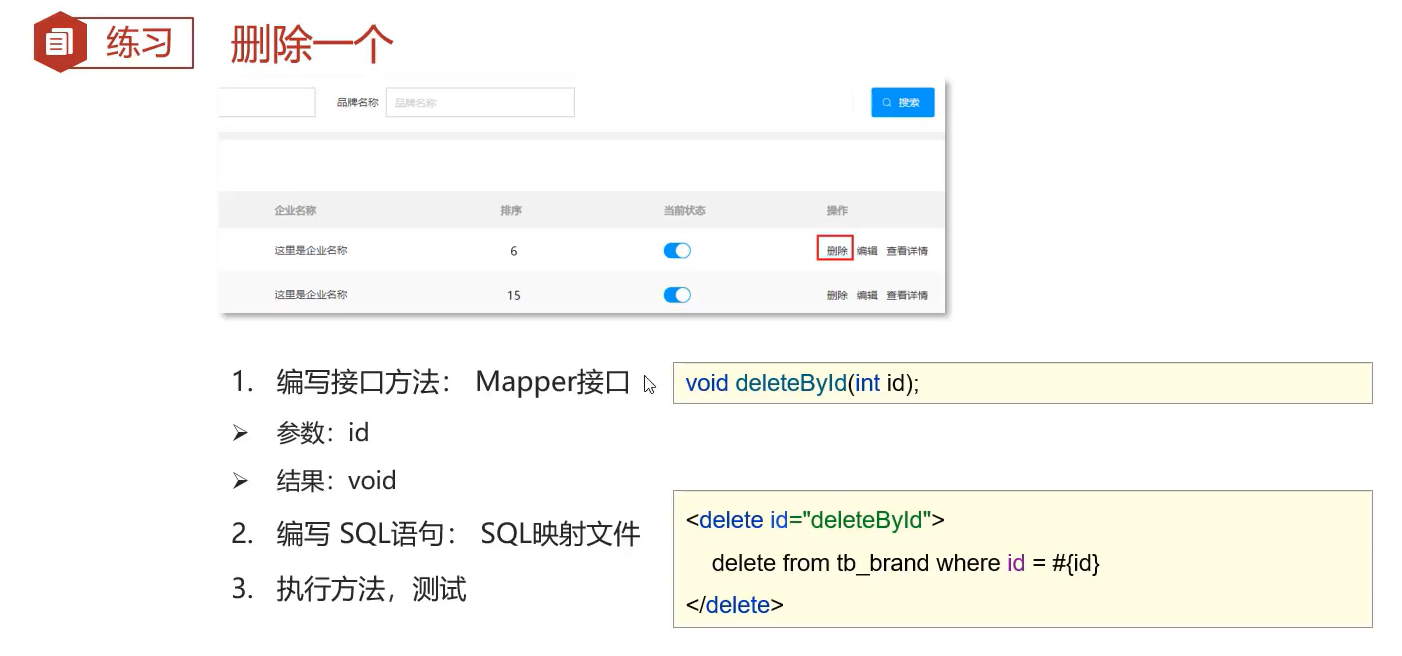 练习 删除一个
品牌名称 品牌名称 搜索
企业名称 排序 当前状态 操作
这里是企业名称 6 删除 编辑 查看详情
这里是企业名称 15 删除 编辑 查看详情
1. 编写接口方法： Mapper接口
void deleteById(int id);
➢ 参数：id
➢ 结果：void
2. 编写 SQL语句： SQL映射文件
3. 执行方法，测试
<delete id="deleteById">
delete from tb_brand where id = #{id}
</delete>